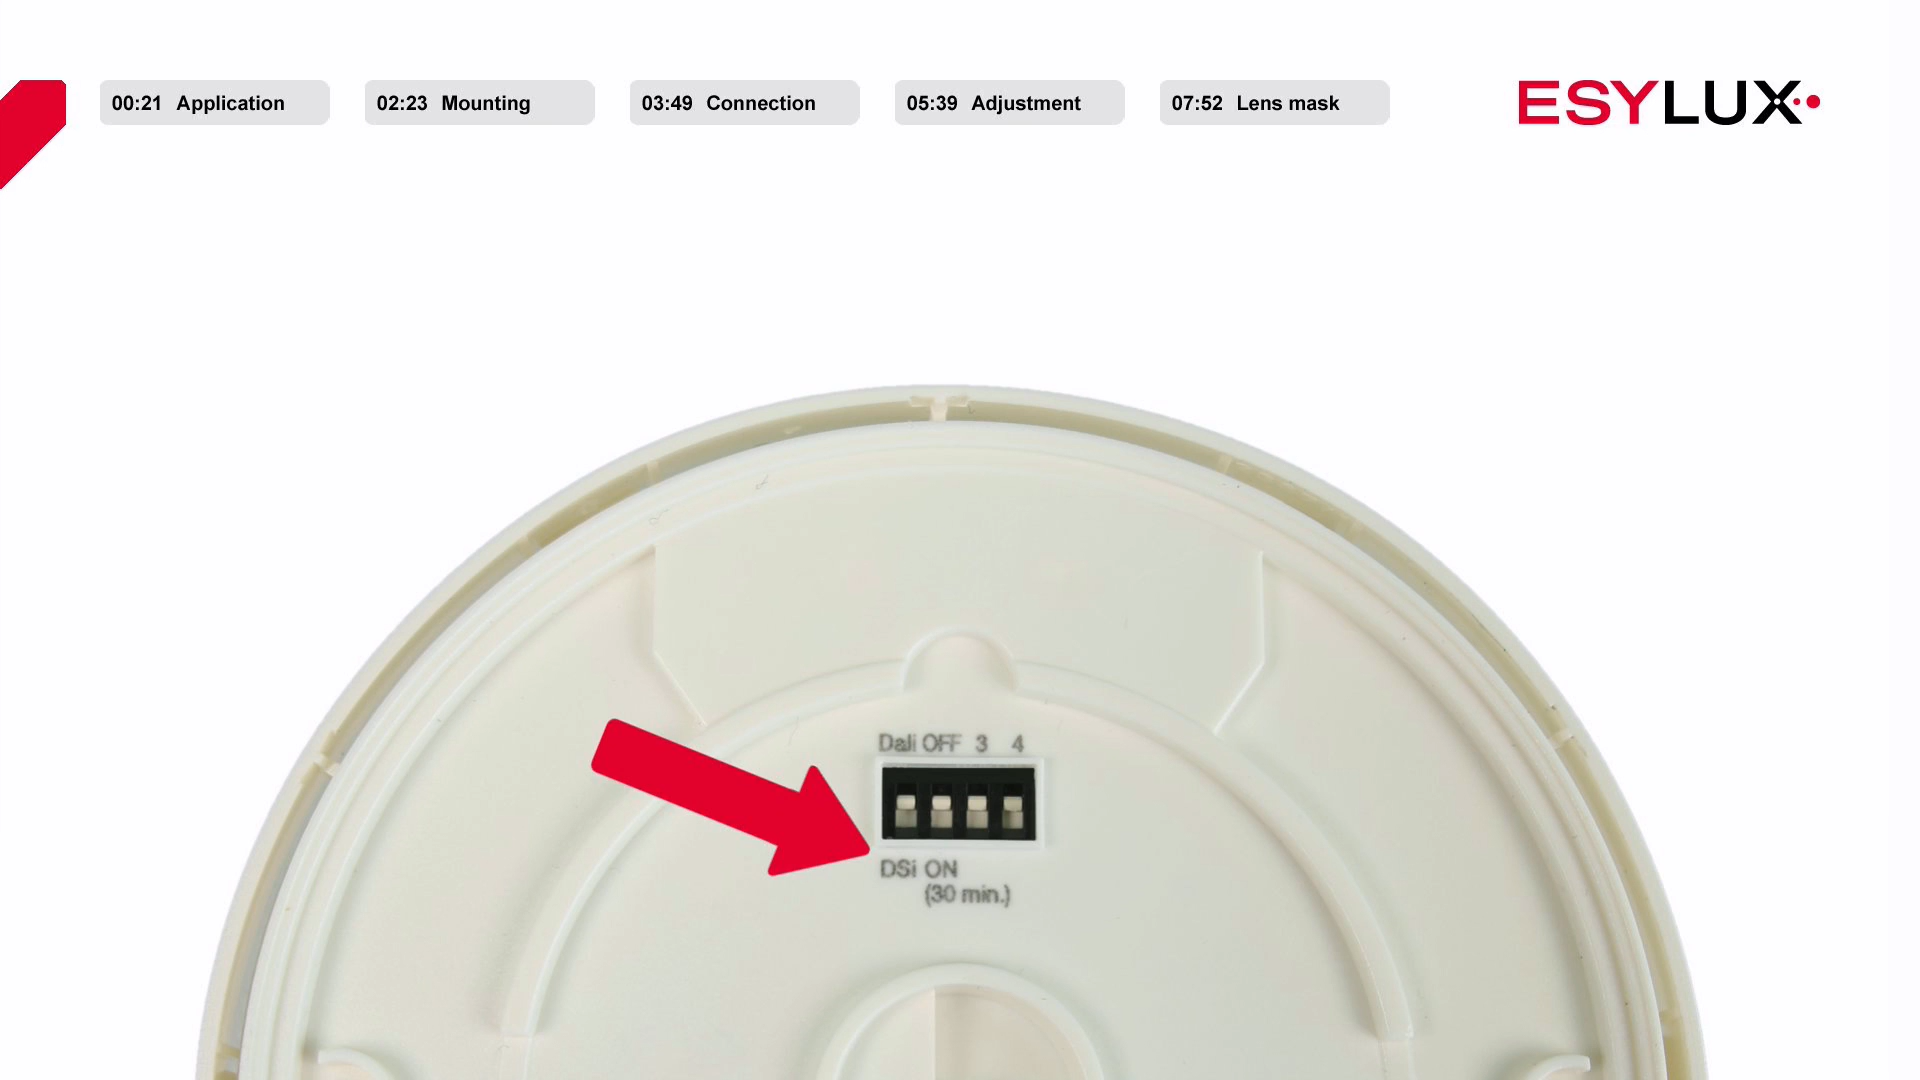 00:21 Application
02:23 Mounting
03:49 Connection
05:39 Adjustment
07:52 Lens mask
ESYLUX
Dali OFF 3 4
DSi ON
(30 min.)